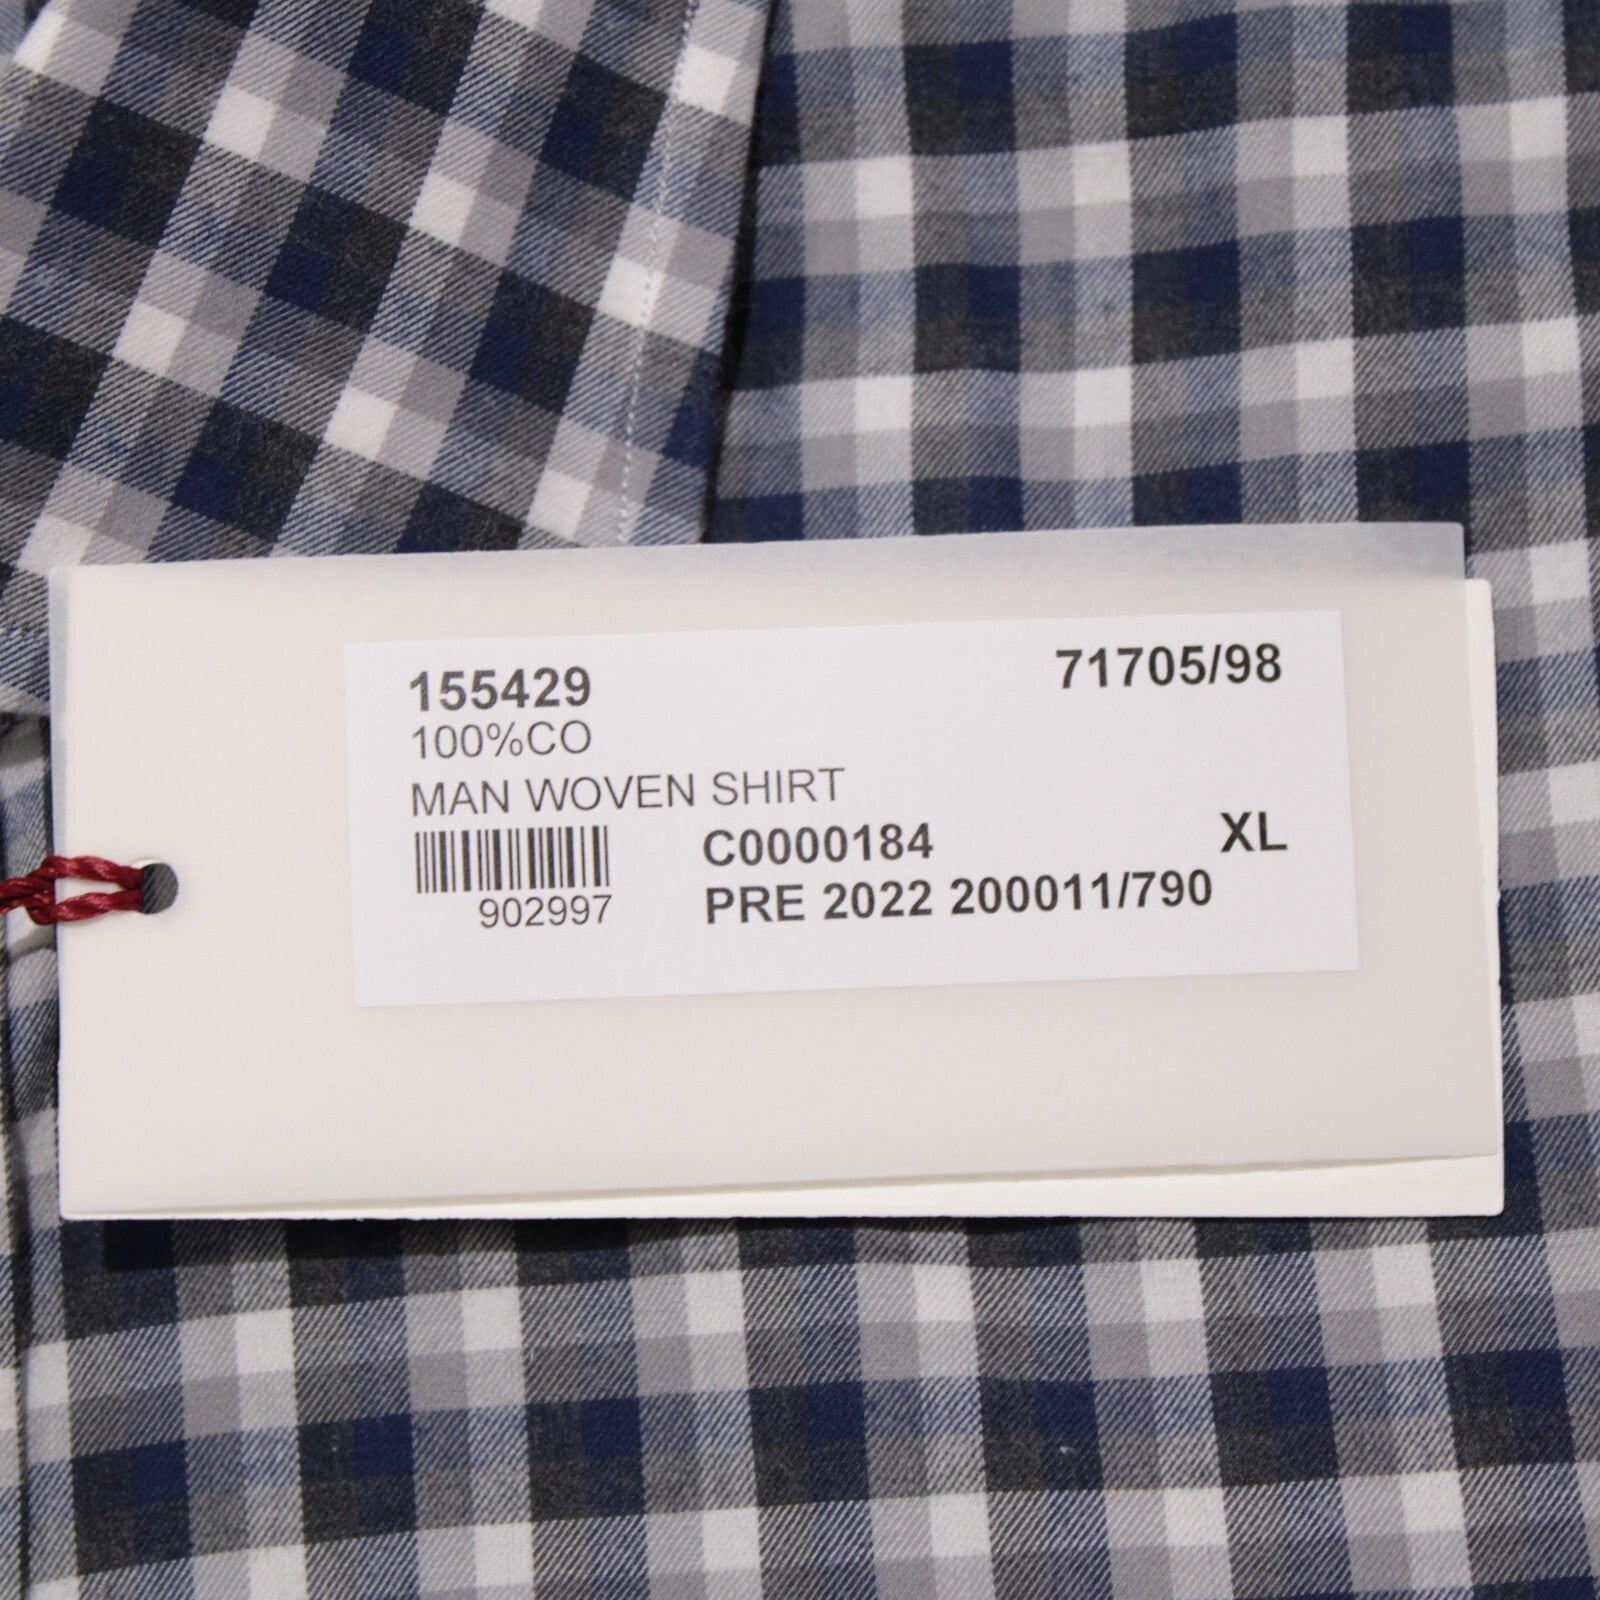 155429 71705/98
100%CO
MAN WOVEN SHIRT
C0000184 XL
902997 PRE 2022 200011/790